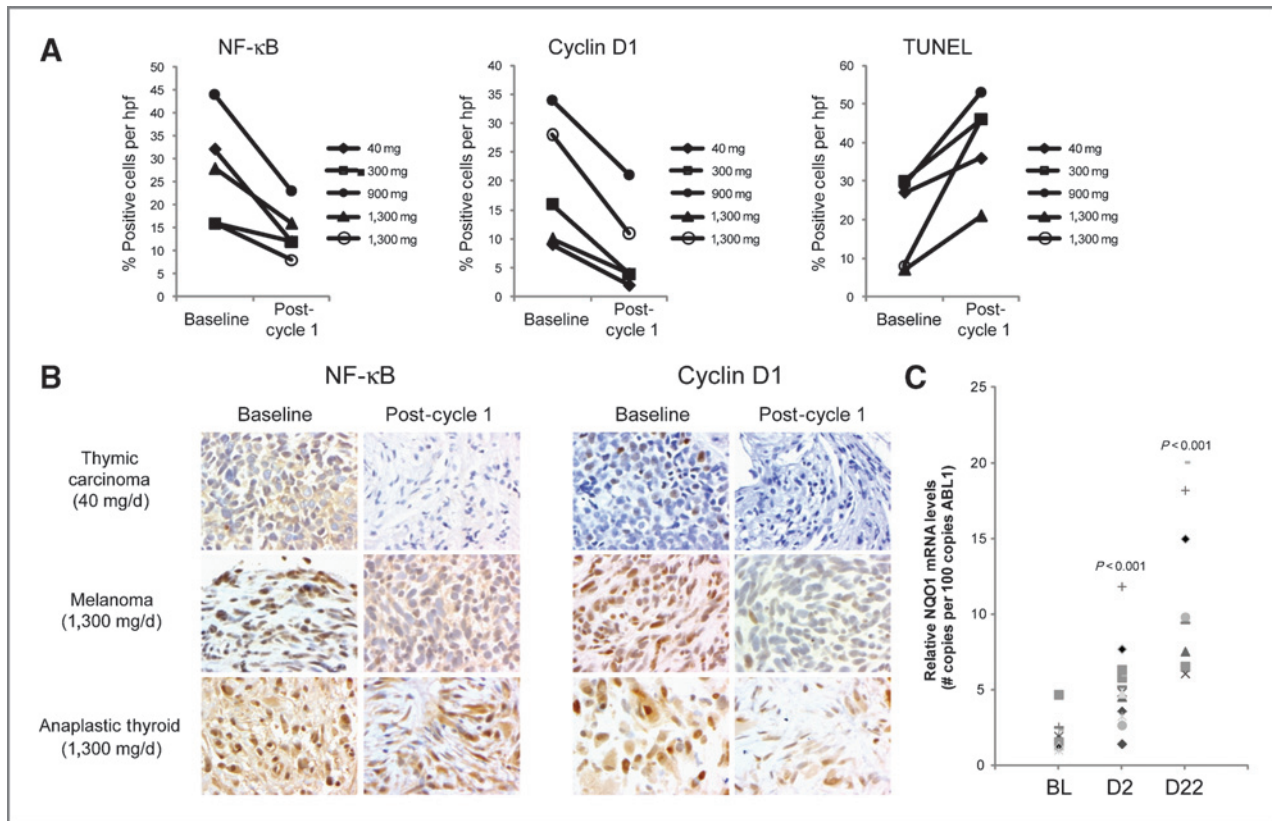 A
NF-κB
Cyclin D1
TUNEL
% Positive cells per hpf
50
45
40
35
30
25
20
15
10
5
0
Baseline
Post-
cycle 1
40 mg
300 mg
900 mg
1,300 mg
1,300 mg
% Positive cells per hpf
40
35
30
25
20
15
10
5
0
Baseline
Post-
cycle 1
40 mg
300 mg
900 mg
1,300 mg
1,300 mg
% Positive cells per hpf
60
50
40
30
20
10
0
Baseline
Post-
cycle 1
40 mg
300 mg
900 mg
1,300 mg
1,300 mg
B
NF-κB
Cyclin D1
Baseline
Post-cycle 1
Baseline
Post-cycle 1
Thymic
carcinoma
(40 mg/d)
Melanoma
(1,300 mg/d)
Anaplastic thyroid
(1,300 mg/d)
C
Relative NQO1 mRNA levels
(# copies per 100 copies ABL1)
25
20
15
10
5
0
P < 0.001
P < 0.001
BL
D2
D22